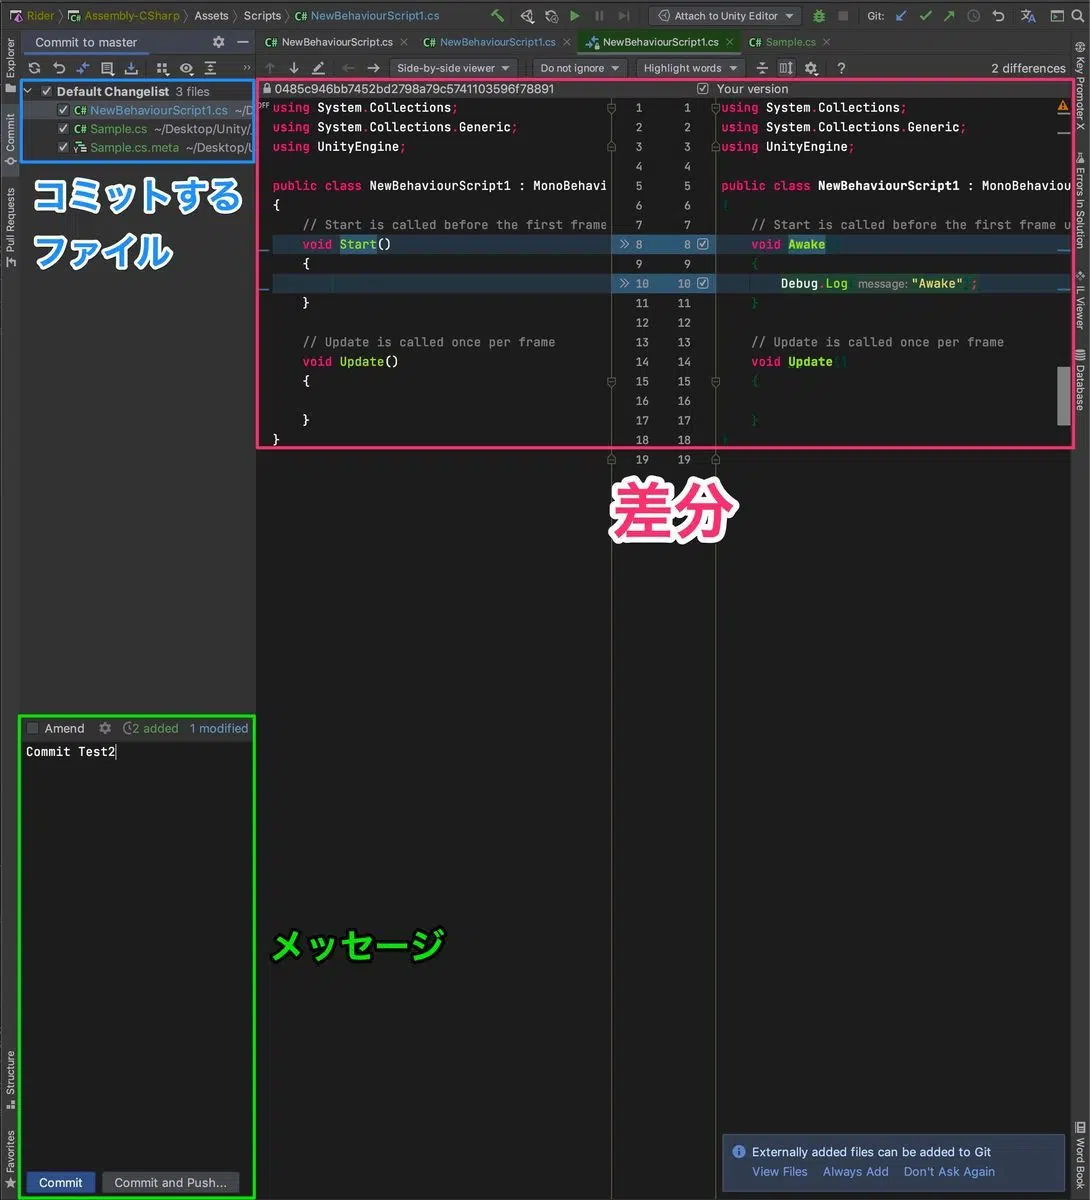 Rider Assembly-CSharp Assets Scripts C# NewBehaviourScript1.cs Attach to Unity Editor Git:
Commit to master
C# NewBehaviourScript.cs C# NewBehaviourScript1.cs NewBehaviourScript1.cs C# Sample.cs
Side-by-side viewer Do not ignore Highlight words ? 2 differences
Default Changelist 3 files
C# NewBehaviourScript1.cs ~/D
C# Sample.cs ~/Desktop/Unity/
Sample.cs.meta ~/Desktop/U
コミットする
ファイル
0485c946bb7452bd2798a79c5741103596f78891
OFF
using System.Collections;
using System.Collections.Generic;
using UnityEngine;
public class NewBehaviourScript1 : MonoBehavi
{
// Start is called before the first frame
void Start()
{
}
// Update is called once per frame
void Update()
{
}
}
1 1
2 2
3 3
4 4
5 5
6 6
7 7
8 8
9 9
10 10
11 11
12 12
13 13
14 14
15 15
16 16
17 17
18 18
19 19
Your version
using System.Collections;
using System.Collections.Generic;
using UnityEngine;
public class NewBehaviourScript1 : MonoBehaviou
{
// Start is called before the first frame u
void Awake
{
Debug.Log message: "Awake" ;
}
// Update is called once per frame
void Update()
{
}
差分
Amend 2 added 1 modified
Commit Test2
メッセージ
Commit Commit and Push...
Externally added files can be added to Git
View Files Always Add Don't Ask Again
Explorer
Commit
Pull Requests
Structure
Favorites
Key Promoter X
Errors In Solution
IL Viewer
Database
Word Book